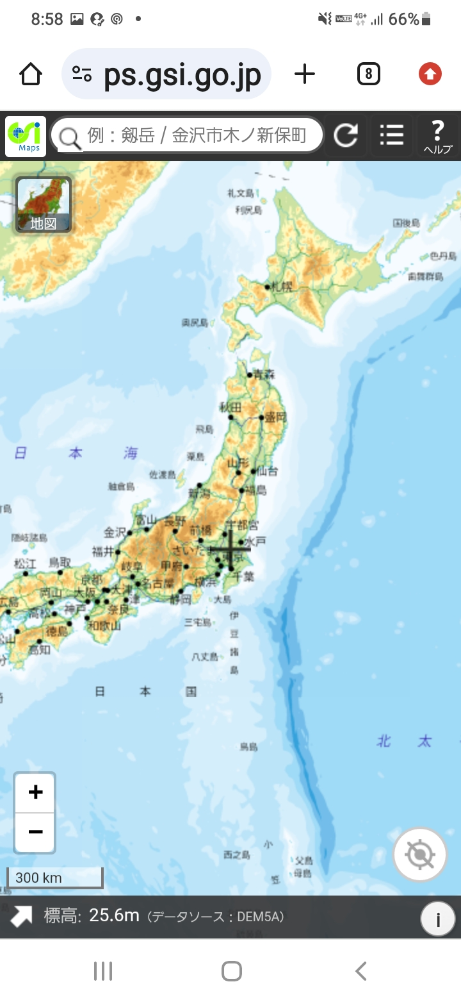 8:58
VoLTE 4G+ 66%
ps.gsi.go.jp
8
GSI Maps
例：剱岳 / 金沢市木ノ新保町
?
ヘルプ
地図
礼文島
利尻島
国後島
色丹島
歯舞群島
札幌
奥尻島
青森
秋田
盛岡
飛島
日本海
粟島
山形
仙台
佐渡島
舳倉島
新潟
福島
富山
長野
前橋
宇都宮
金沢
水戸
隠岐諸島
福井
さいたま
東京
松江
鳥取
岐阜
甲府
千葉
京都
大津
名古屋
横浜
岡山
大阪
津
静岡
大島
広島
高松
神戸
奈良
伊豆諸島
三宅島
和歌山
徳島
高知
八丈島
日本国
北太
鳥島
+
−
西之島
小笠
父島
母島
300 km
標高: 25.6m（データソース：DEM5A）
i